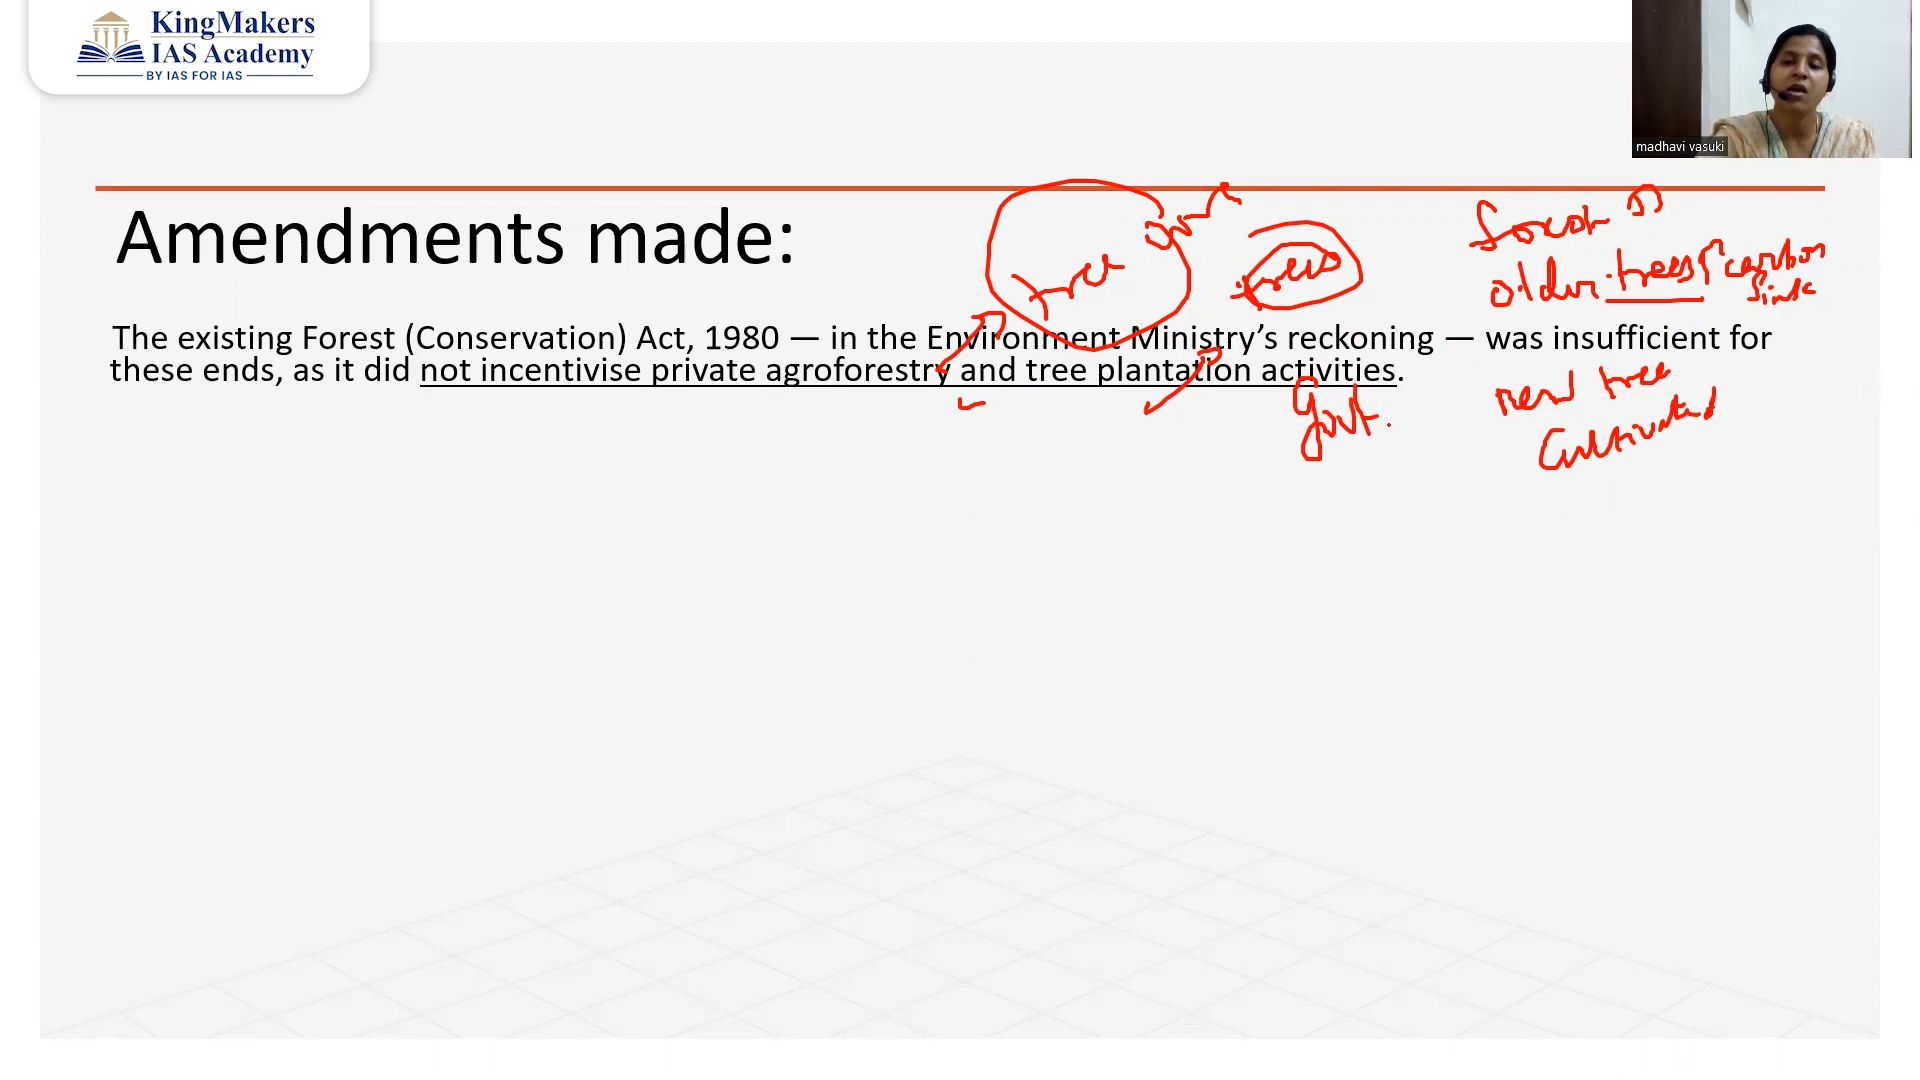 KingMakers
IAS Academy
BY IAS FOR IAS
madhavi vasuki
Amendments made:
tree
trees
forest
older trees carbon
sink
The existing Forest (Conservation) Act, 1980 — in the Environment Ministry’s reckoning — was insufficient for
these ends, as it did not incentivise private agroforestry and tree plantation activities.
Govt.
new tree
Cultivated